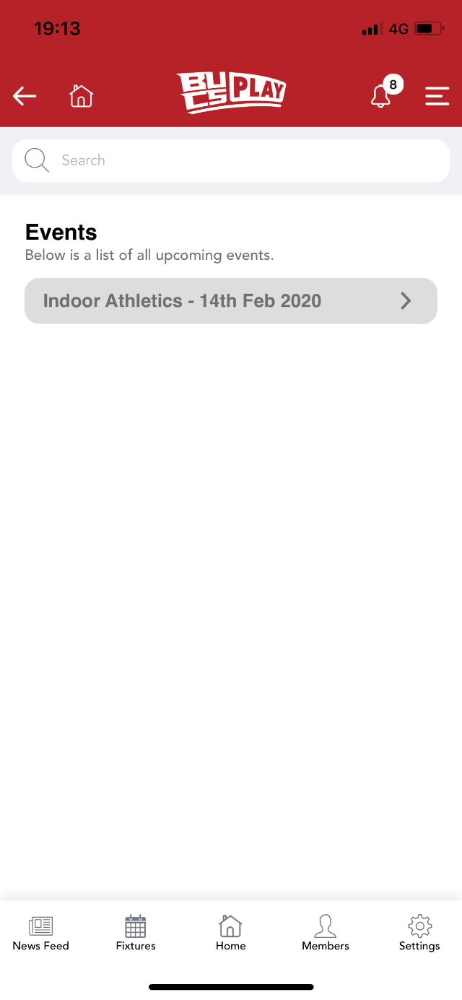 19:13
4G
BUCS PLAY
8
Search
Events
Below is a list of all upcoming events.
Indoor Athletics - 14th Feb 2020
News Feed
Fixtures
Home
Members
Settings